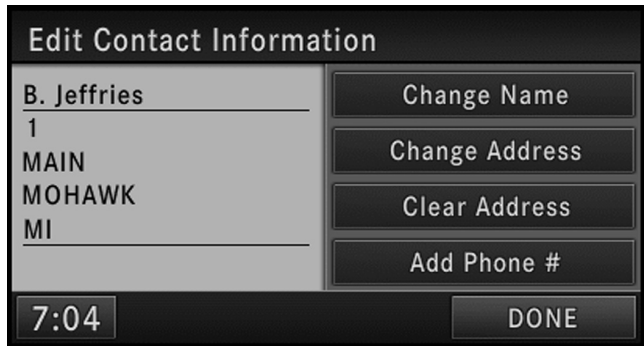 Edit Contact Information
B. Jeffries
1
MAIN
MOHAWK
MI
Change Name
Change Address
Clear Address
Add Phone #
7:04
DONE